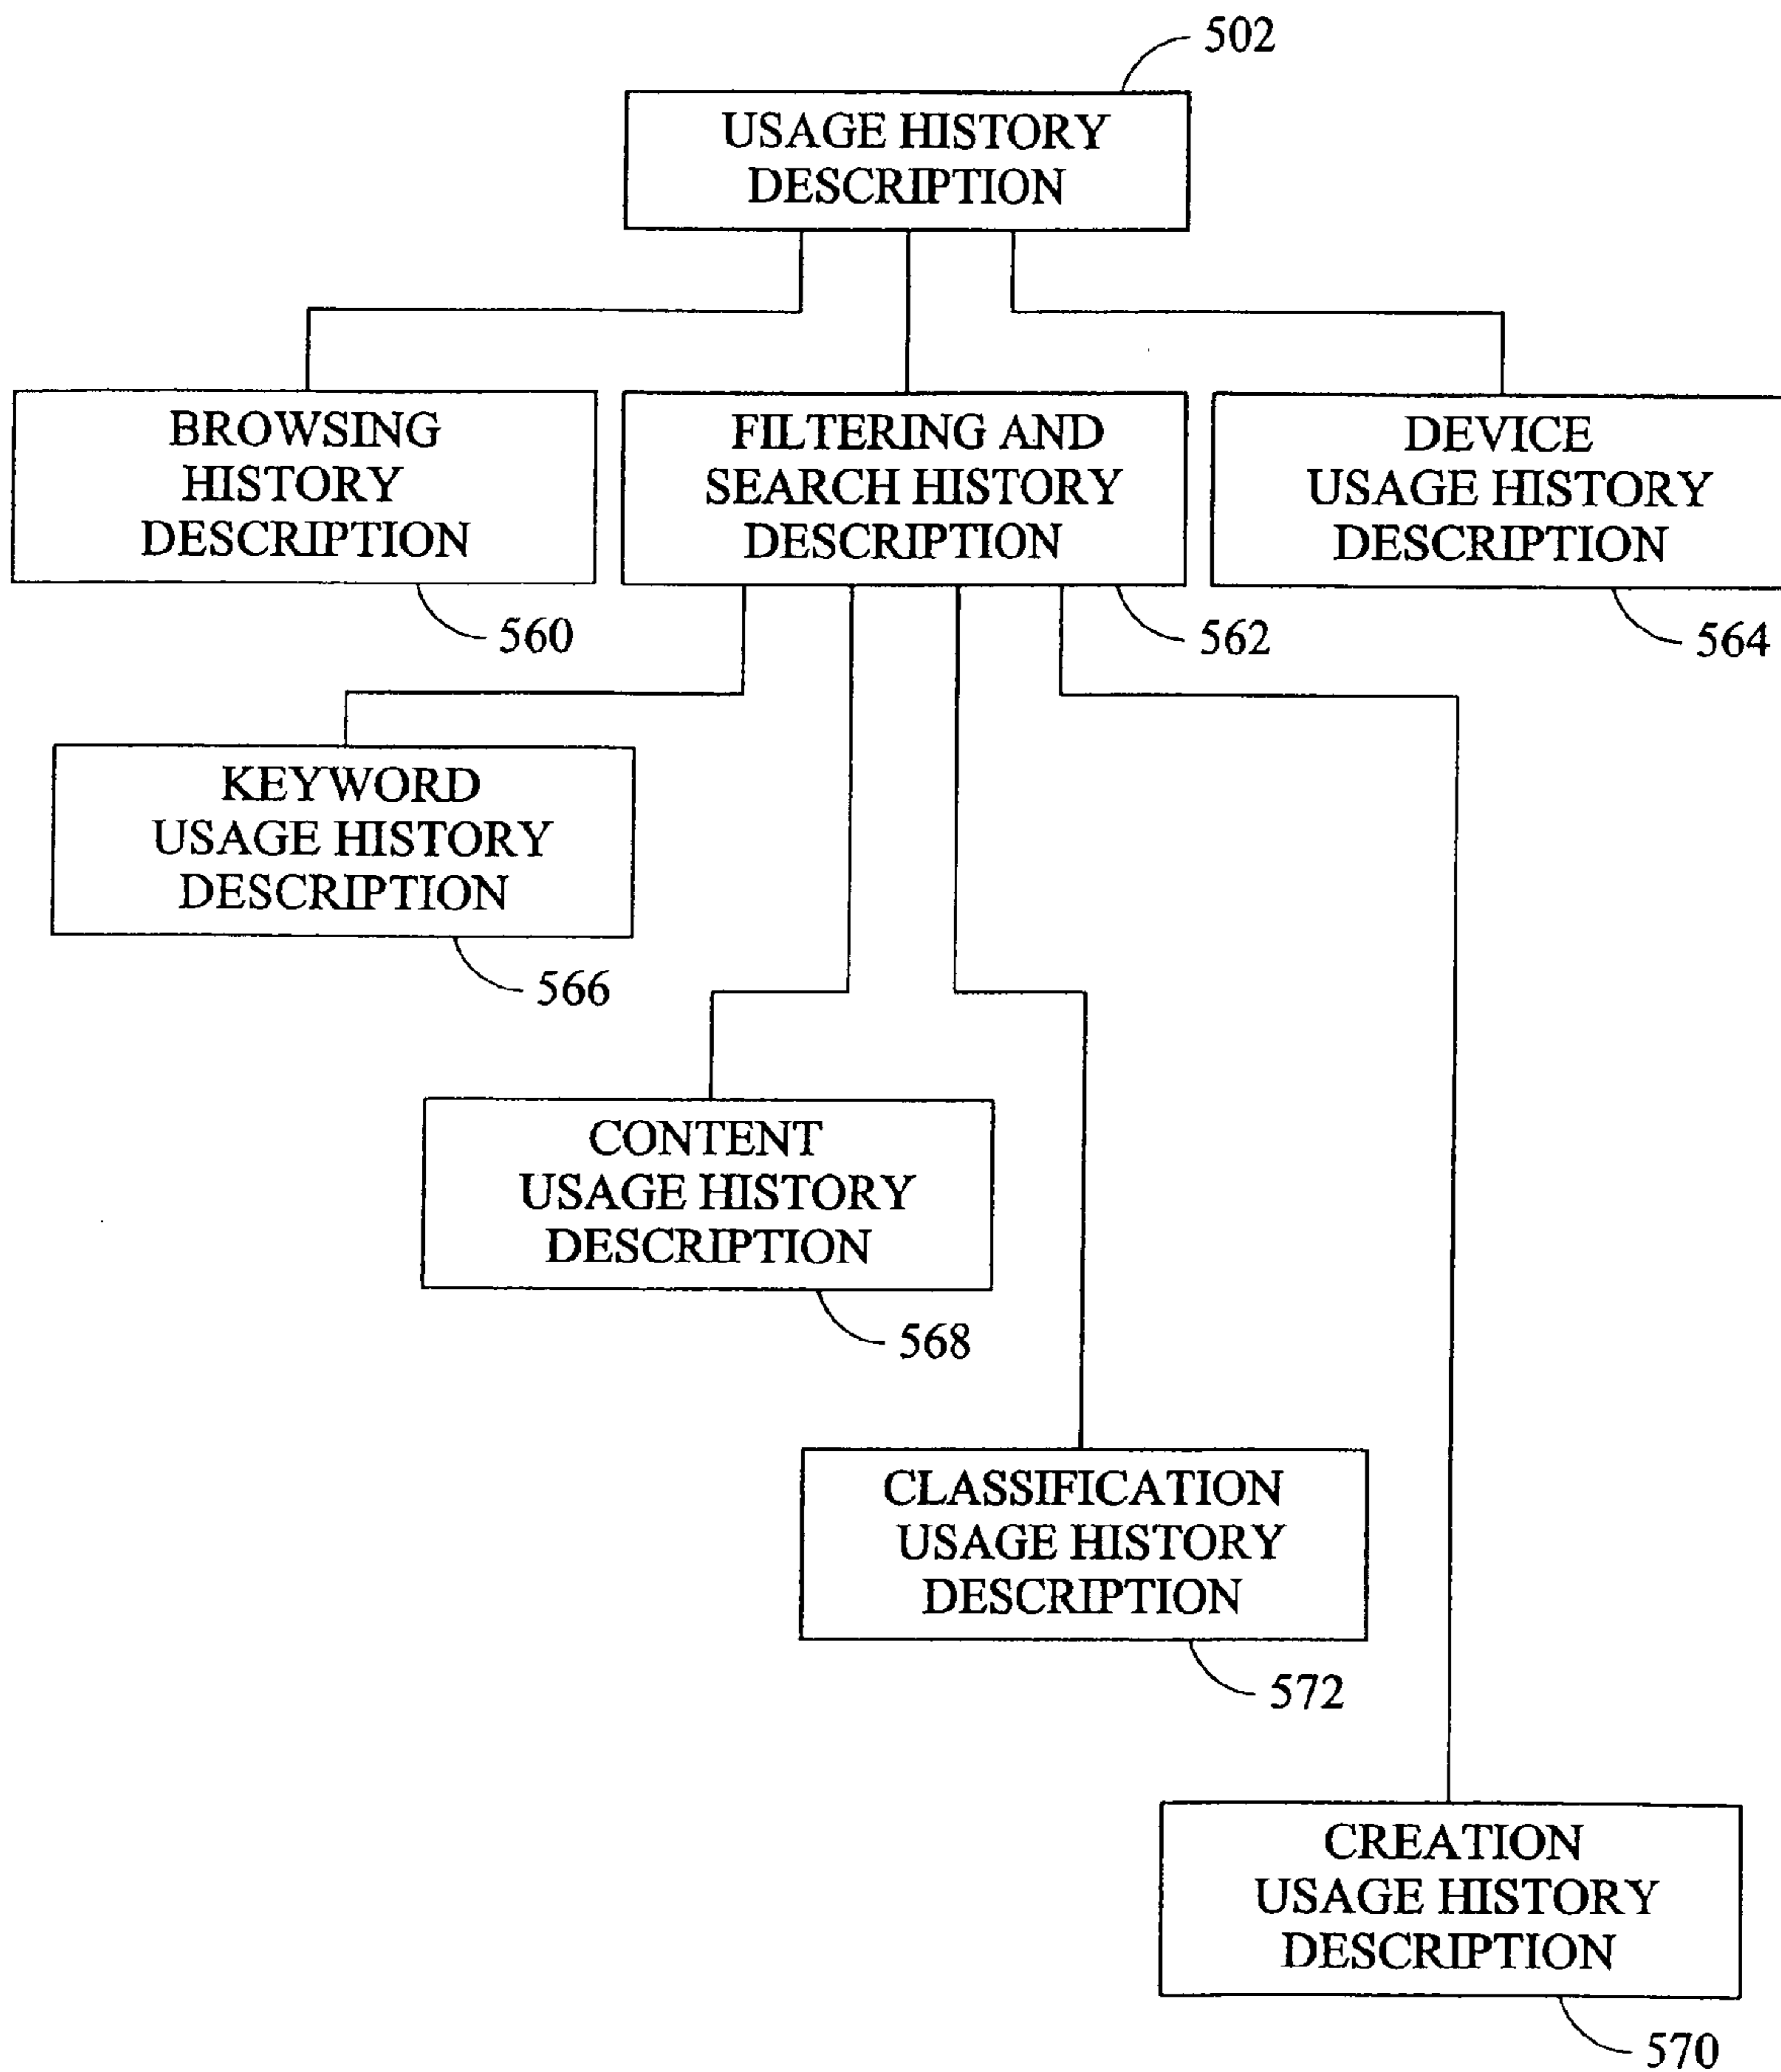 502
USAGE HISTORY
DESCRIPTION
BROWSING
HISTORY
DESCRIPTION
560
FILTERING AND
SEARCH HISTORY
DESCRIPTION
562
DEVICE
USAGE HISTORY
DESCRIPTION
564
KEYWORD
USAGE HISTORY
DESCRIPTION
566
CONTENT
USAGE HISTORY
DESCRIPTION
568
CLASSIFICATION
USAGE HISTORY
DESCRIPTION
572
CREATION
USAGE HISTORY
DESCRIPTION
570